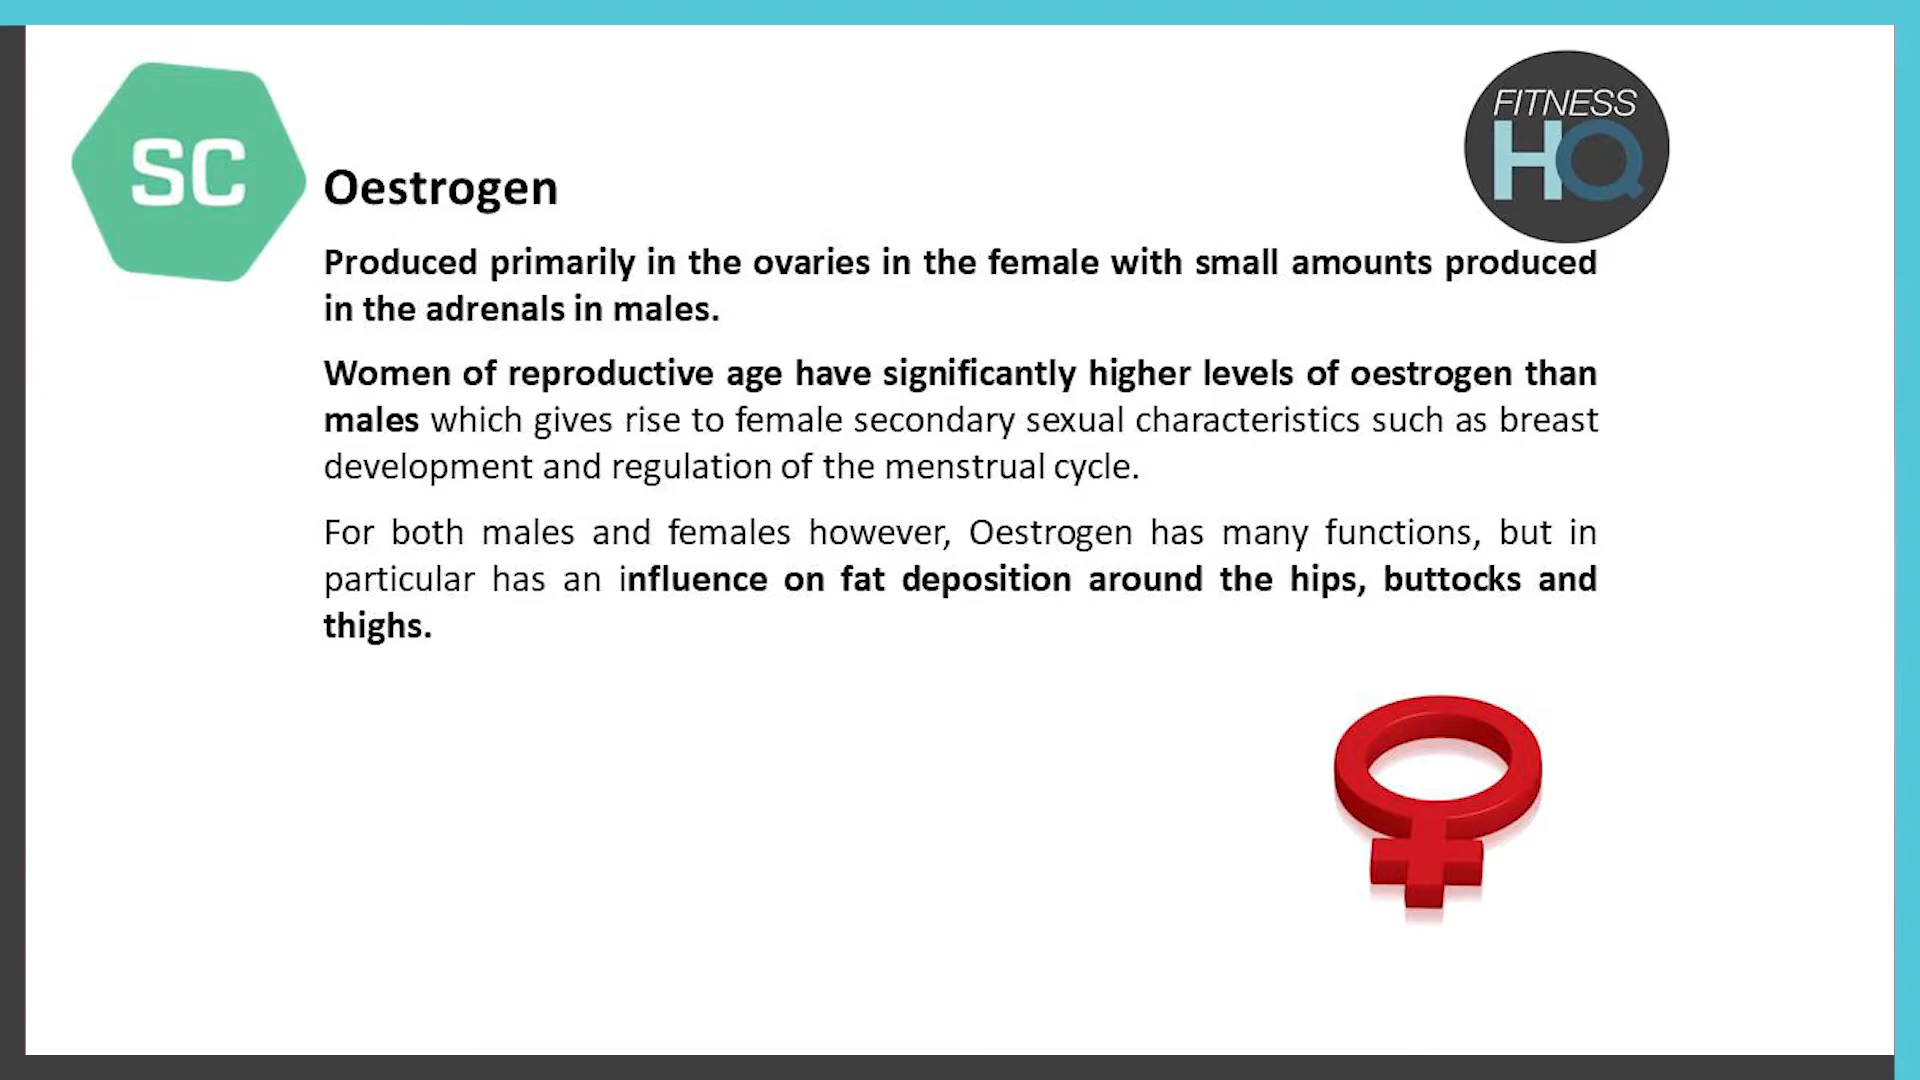 SC
FITNESS
HQ
Oestrogen
Produced primarily in the ovaries in the female with small amounts produced
in the adrenals in males.
Women of reproductive age have significantly higher levels of oestrogen than
males which gives rise to female secondary sexual characteristics such as breast
development and regulation of the menstrual cycle.
For both males and females however, Oestrogen has many functions, but in
particular has an influence on fat deposition around the hips, buttocks and
thighs.